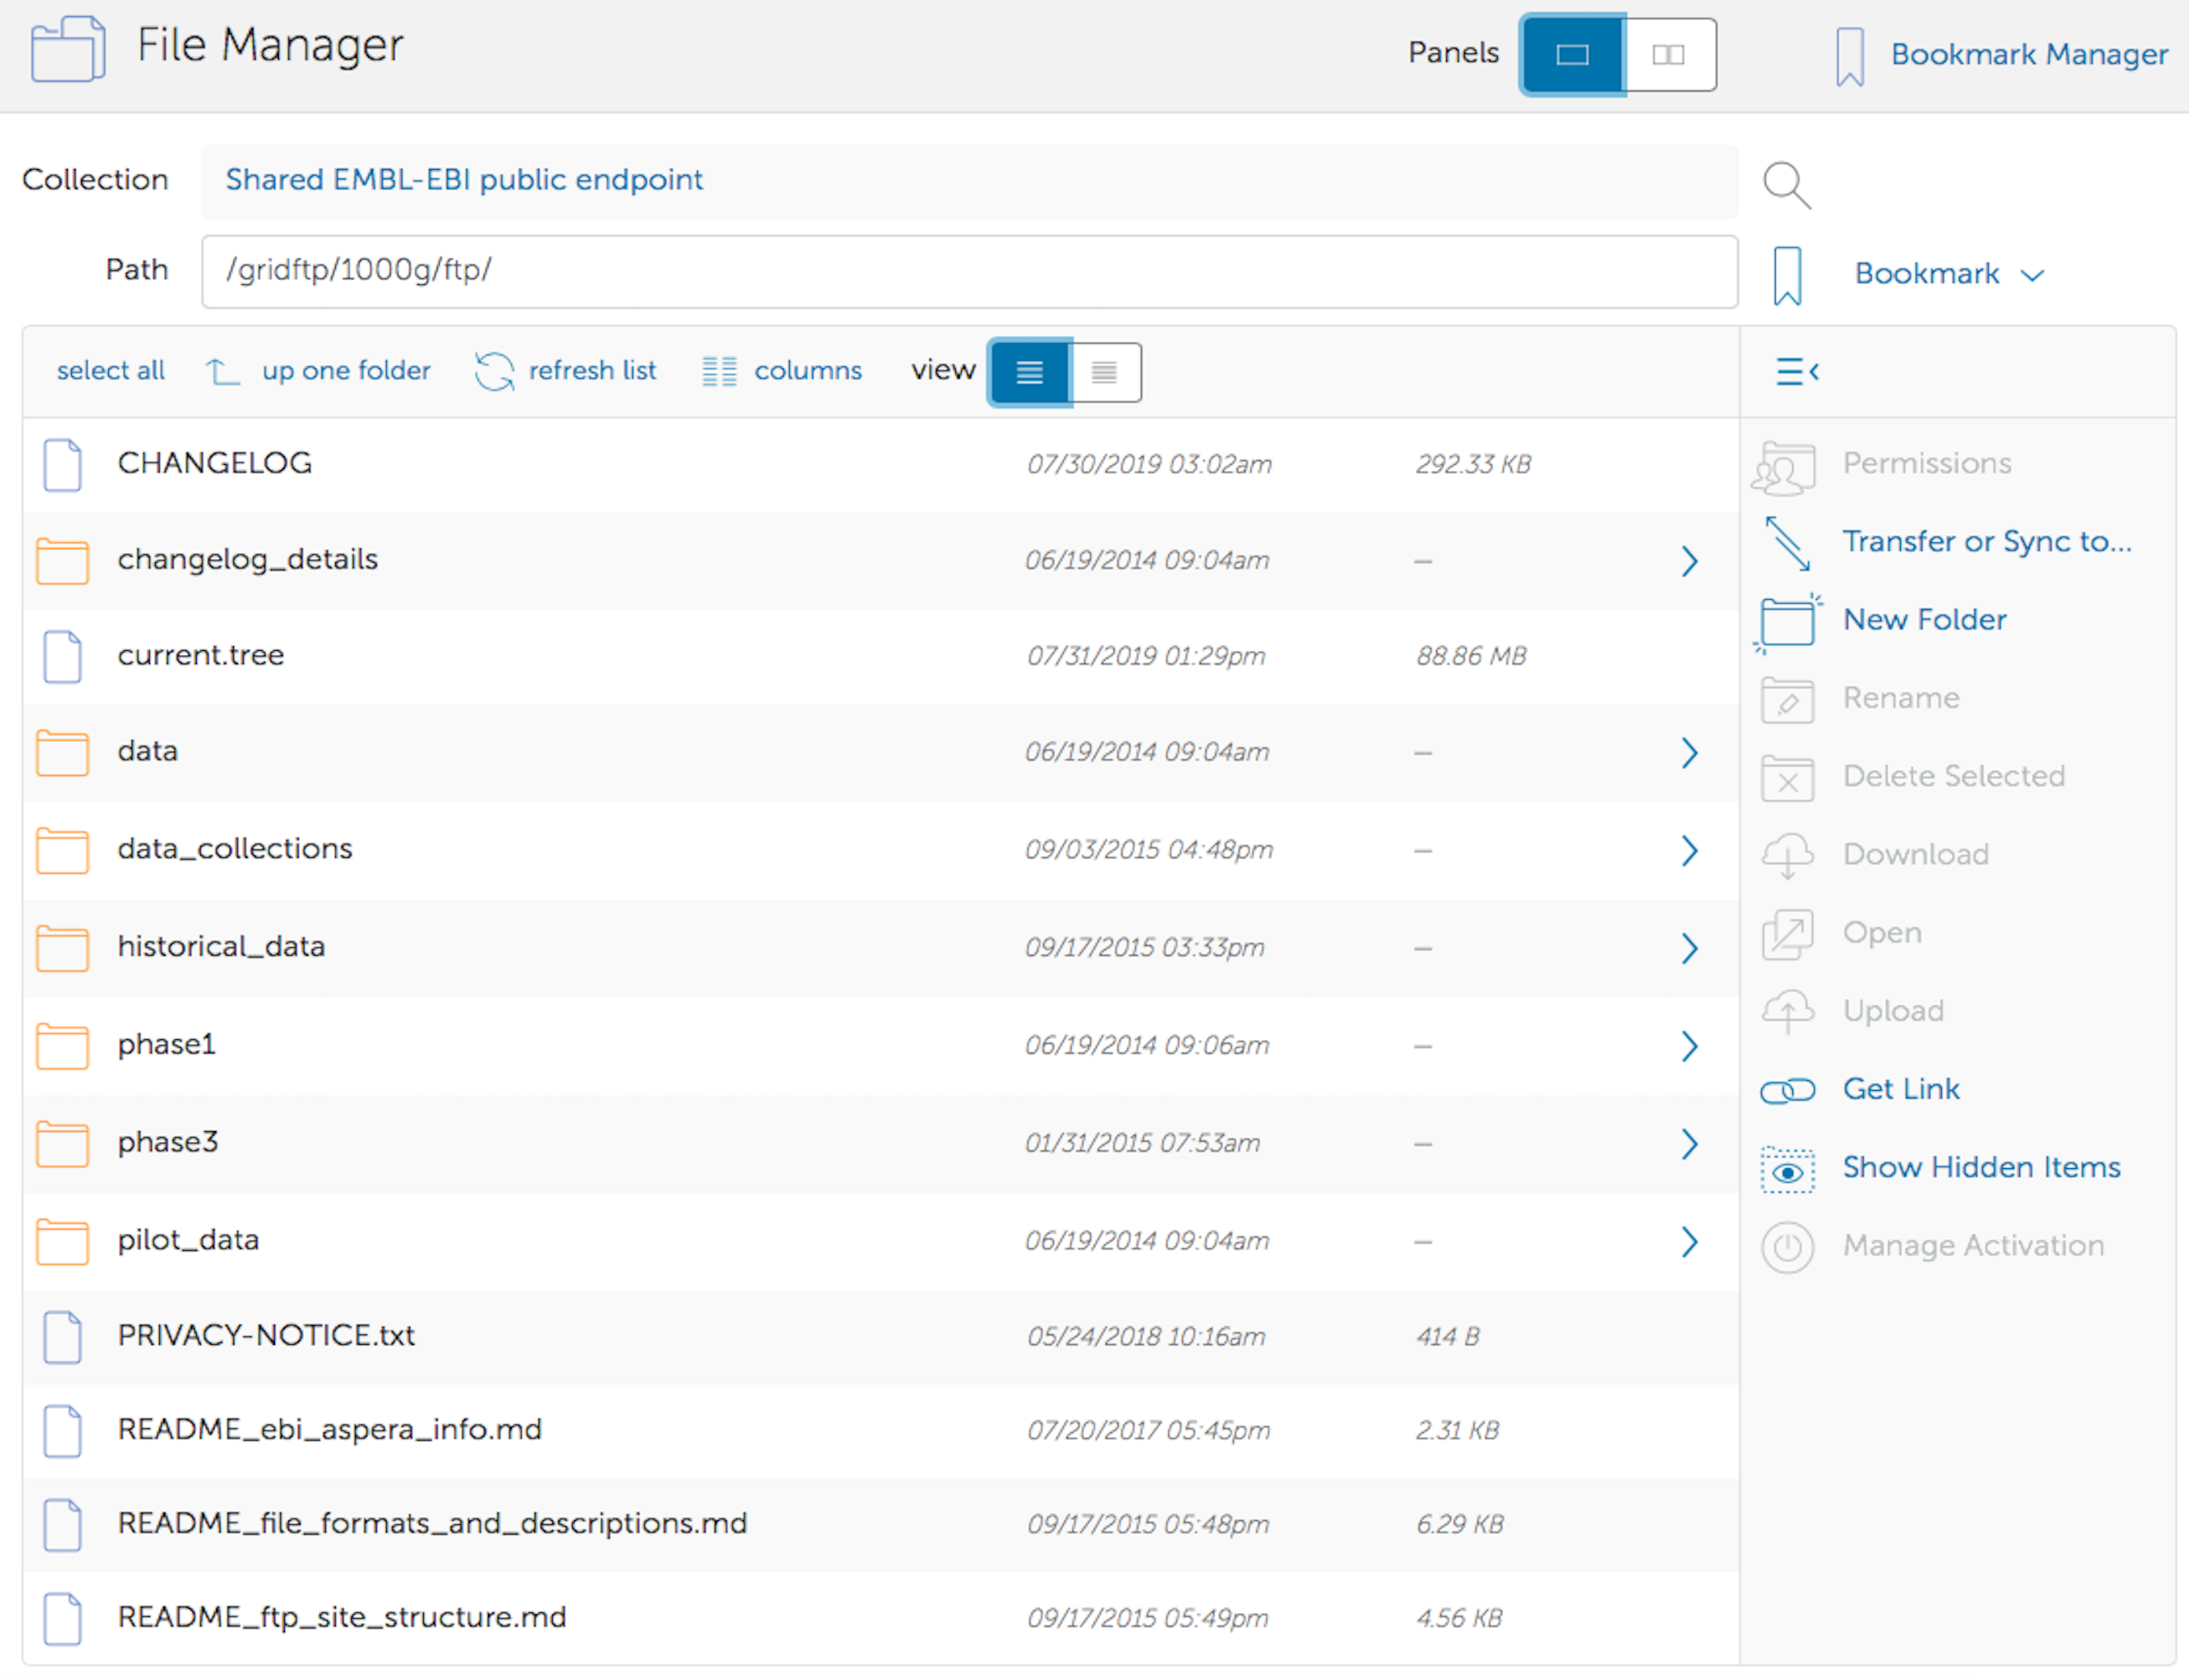 File Manager
Panels
Bookmark Manager
Collection Shared EMBL-EBI public endpoint
Path /gridftp/1000g/ftp/
Bookmark
select all up one folder refresh list columns view
CHANGELOG 07/30/2019 03:02am 292.33 KB
changelog_details 06/19/2014 09:04am –
current.tree 07/31/2019 01:29pm 88.86 MB
data 06/19/2014 09:04am –
data_collections 09/03/2015 04:48pm –
historical_data 09/17/2015 03:33pm –
phase1 06/19/2014 09:06am –
phase3 01/31/2015 07:53am –
pilot_data 06/19/2014 09:04am –
PRIVACY-NOTICE.txt 05/24/2018 10:16am 414 B
README_ebi_aspera_info.md 07/20/2017 05:45pm 2.31 KB
README_file_formats_and_descriptions.md 09/17/2015 05:48pm 6.29 KB
README_ftp_site_structure.md 09/17/2015 05:49pm 4.56 KB
Permissions
Transfer or Sync to...
New Folder
Rename
Delete Selected
Download
Open
Upload
Get Link
Show Hidden Items
Manage Activation